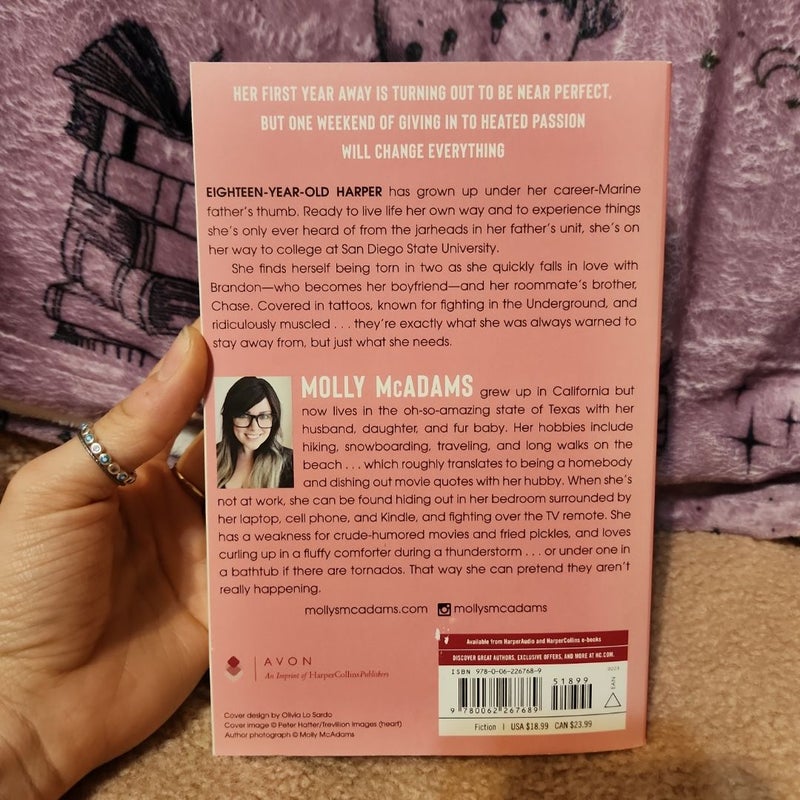 HER FIRST YEAR AWAY IS TURNING OUT TO BE NEAR PERFECT,
BUT ONE WEEKEND OF GIVING IN TO HEATED PASSION
WILL CHANGE EVERYTHING
EIGHTEEN-YEAR-OLD HARPER has grown up under her career-Marine
father's thumb. Ready to live life her own way and to experience things
she's only ever heard of from the jarheads in her father's unit, she's on
her way to college at San Diego State University.
She finds herself being torn in two as she quickly falls in love with
Brandon—who becomes her boyfriend—and her roommate's brother,
Chase. Covered in tattoos, known for fighting in the Underground, and
ridiculously muscled . . . they're exactly what she was always warned to
stay away from, but just what she needs.
MOLLY McADAMS grew up in California but
now lives in the oh-so-amazing state of Texas with her
husband, daughter, and fur baby. Her hobbies include
hiking, snowboarding, traveling, and long walks on the
beach . . . which roughly translates to being a homebody
and dishing out movie quotes with her hubby. When she's
not at work, she can be found hiding out in her bedroom surrounded by
her laptop, cell phone, and Kindle, and fighting over the TV remote. She
has a weakness for crude-humored movies and fried pickles, and loves
curling up in a fluffy comforter during a thunderstorm . . . or under one in
a bathtub if there are tornados. That way she can pretend they aren't
really happening.
mollysmcadams.com mollysmcadams
AVON
An Imprint of HarperCollinsPublishers
Cover design by Olivia Lo Sardo
Cover image © Peter Hatter/Trevillion Images (heart)
Author photograph © Molly McAdams
Available from HarperAudio and HarperCollins e-books
DISCOVER GREAT AUTHORS, EXCLUSIVE OFFERS, AND MORE AT HC.COM.
ISBN 978-0-06-226768-9
51899
9 780062 267689
EAN
Fiction | USA $18.99 CAN $23.99